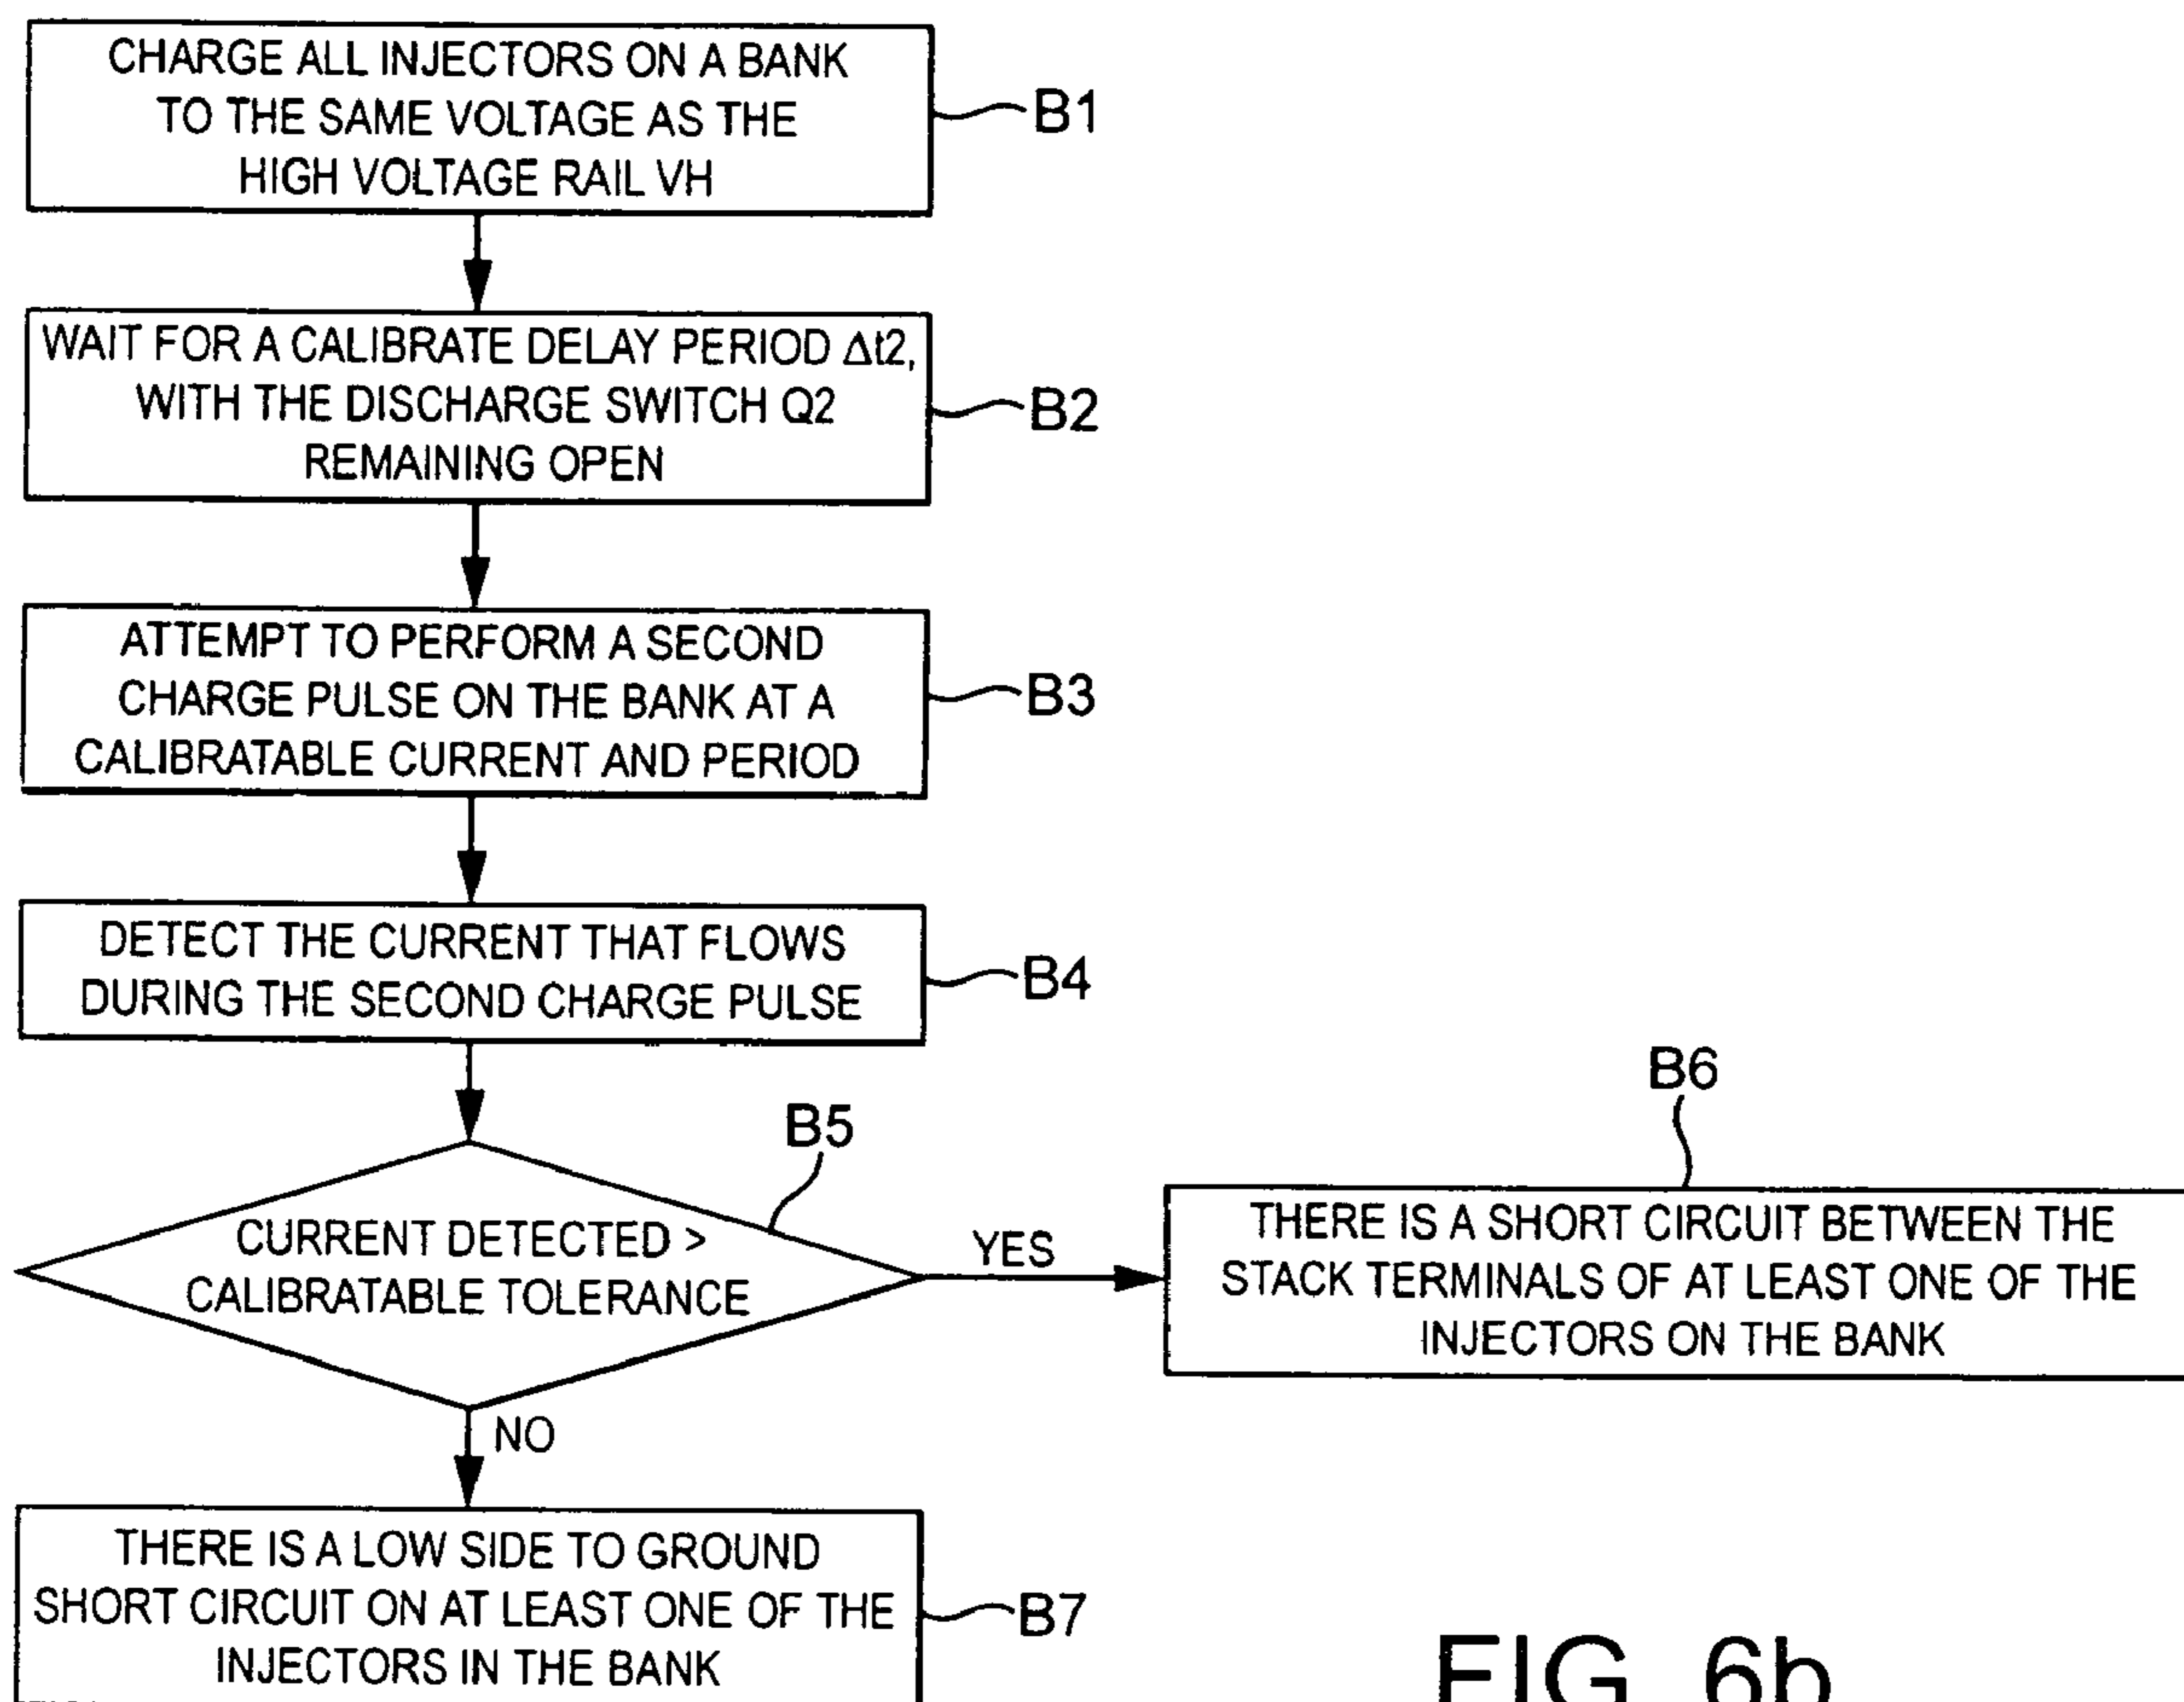 CHARGE ALL INJECTORS ON A BANK
TO THE SAME VOLTAGE AS THE
HIGH VOLTAGE RAIL VH
B1
WAIT FOR A CALIBRATE DELAY PERIOD Δt2,
WITH THE DISCHARGE SWITCH Q2
REMAINING OPEN
B2
ATTEMPT TO PERFORM A SECOND
CHARGE PULSE ON THE BANK AT A
CALIBRATABLE CURRENT AND PERIOD
B3
DETECT THE CURRENT THAT FLOWS
DURING THE SECOND CHARGE PULSE
B4
B5
CURRENT DETECTED >
CALIBRATABLE TOLERANCE
YES
B6
THERE IS A SHORT CIRCUIT BETWEEN THE
STACK TERMINALS OF AT LEAST ONE OF THE
INJECTORS ON THE BANK
NO
THERE IS A LOW SIDE TO GROUND
SHORT CIRCUIT ON AT LEAST ONE OF THE
INJECTORS IN THE BANK
B7
FIG 6b